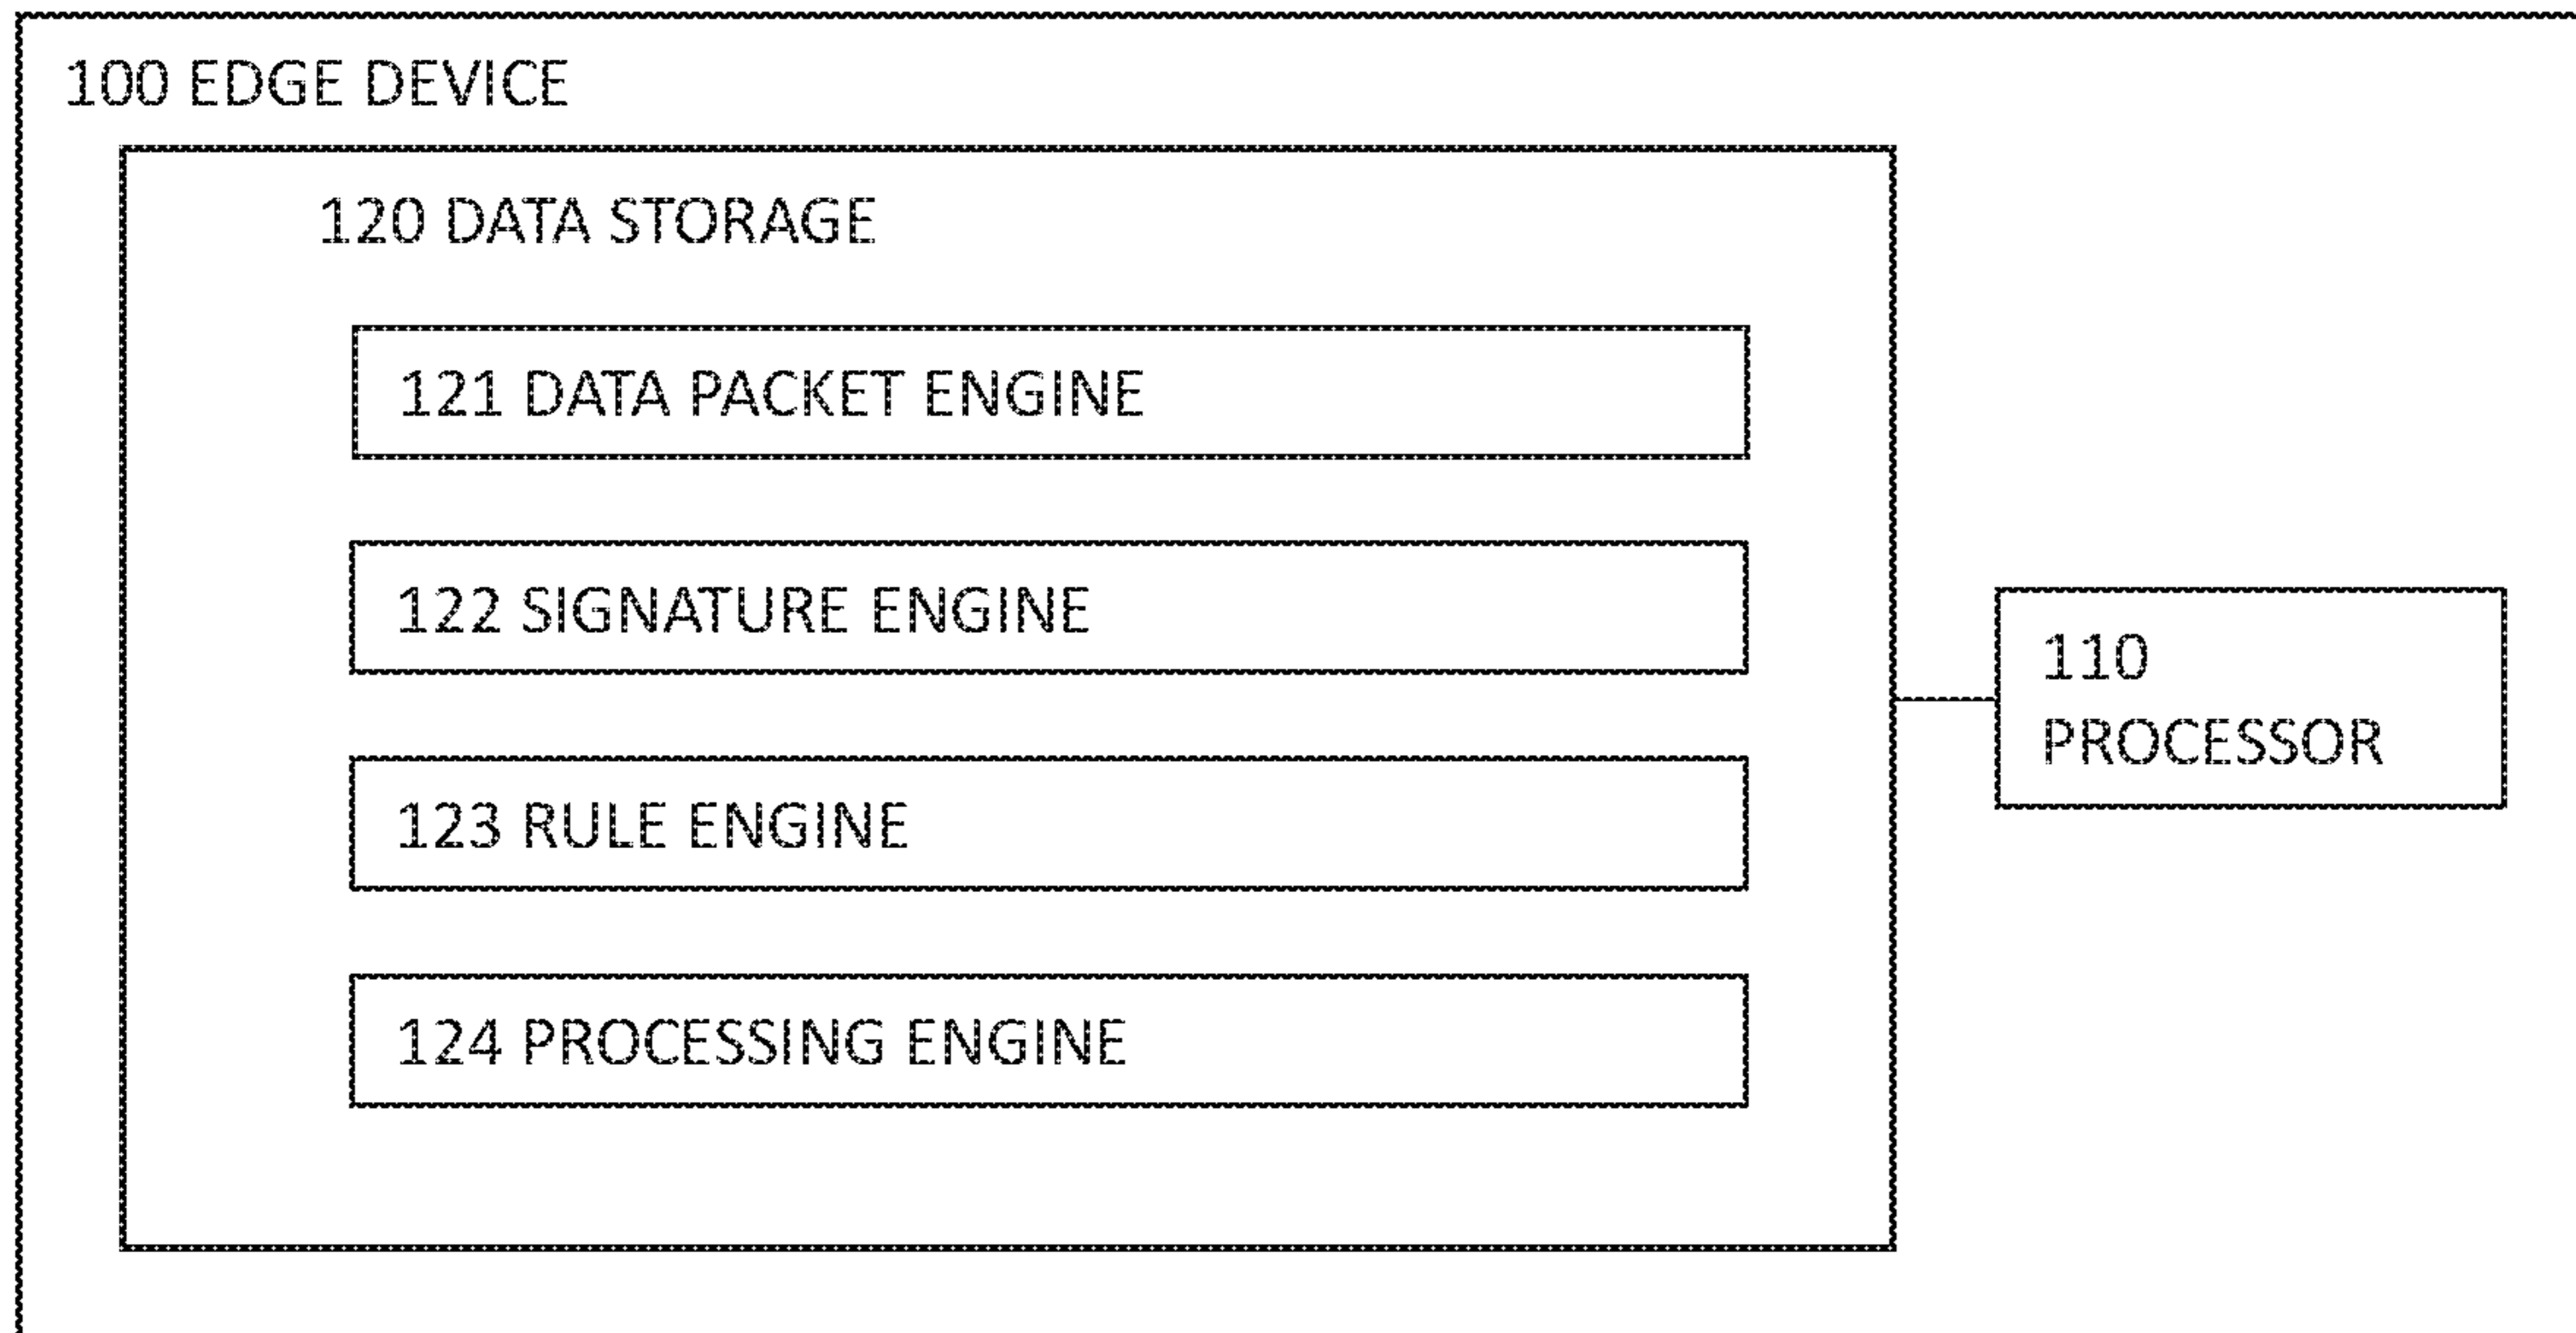 100 EDGE DEVICE
120 DATA STORAGE
121 DATA PACKET ENGINE
122 SIGNATURE ENGINE
123 RULE ENGINE
124 PROCESSING ENGINE
110
PROCESSOR